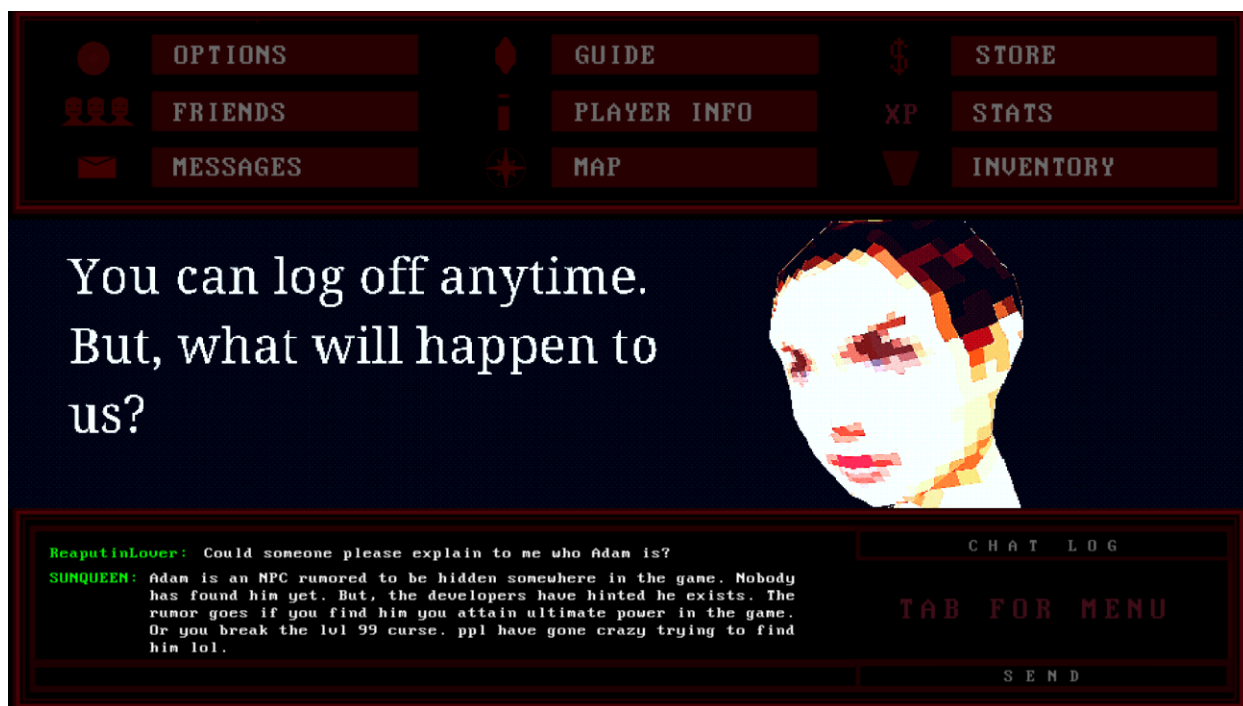 OPTIONS
GUIDE
$ STORE
FRIENDS
i PLAYER INFO
XP STATS
MESSAGES
MAP
INVENTORY
You can log off anytime.
But, what will happen to
us?
ReaputinLover: Could someone please explain to me who Adam is?
SUNQUEEN: Adam is an NPC rumored to be hidden somewhere in the game. Nobody
has found him yet. But, the developers have hinted he exists. The
rumor goes if you find him you attain ultimate power in the game.
Or you break the lvl 99 curse. ppl have gone crazy trying to find
him lol.
CHAT LOG
TAB FOR MENU
SEND